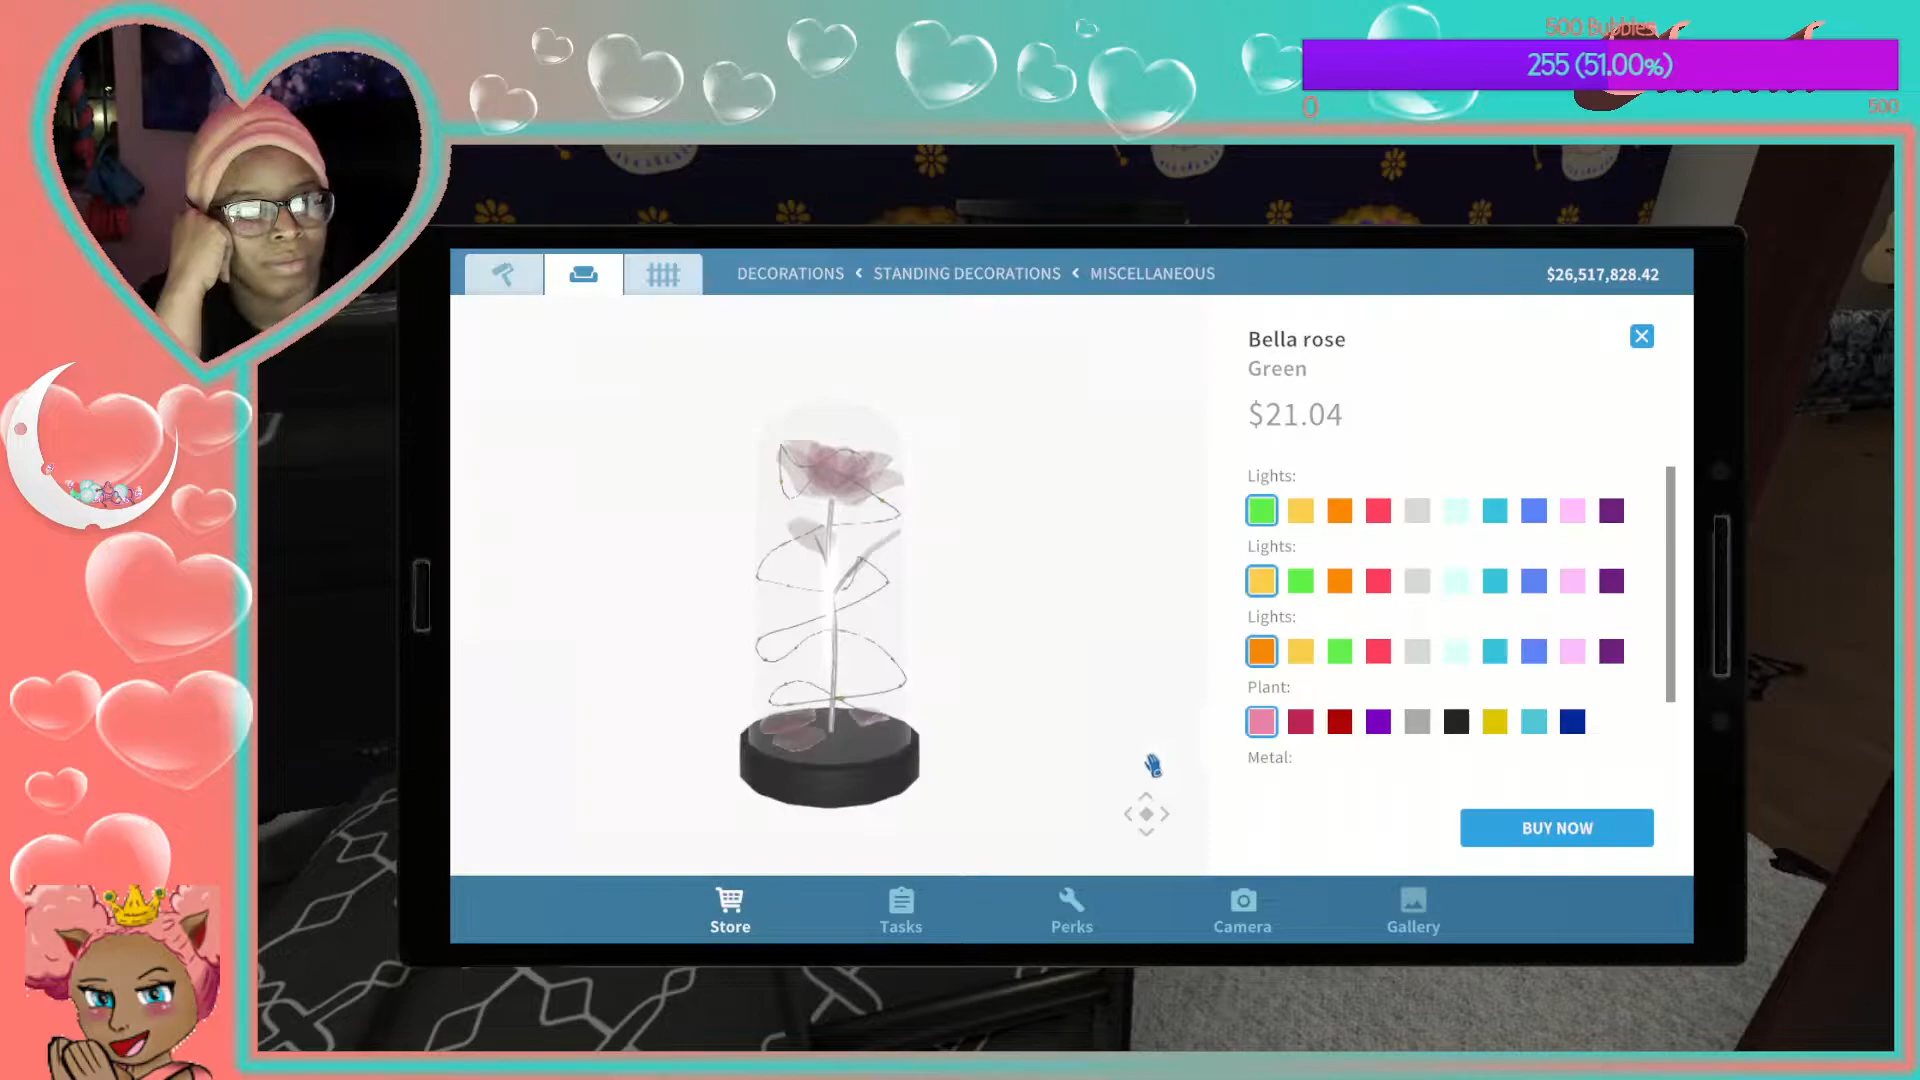 500 Bubbles
255 (51.00%)
0
500
DECORATIONS < STANDING DECORATIONS < MISCELLANEOUS
$26,517,828.42
Bella rose
Green
$21.04
Lights:
Lights:
Lights:
Plant:
Metal:
BUY NOW
Store
Tasks
Perks
Camera
Gallery